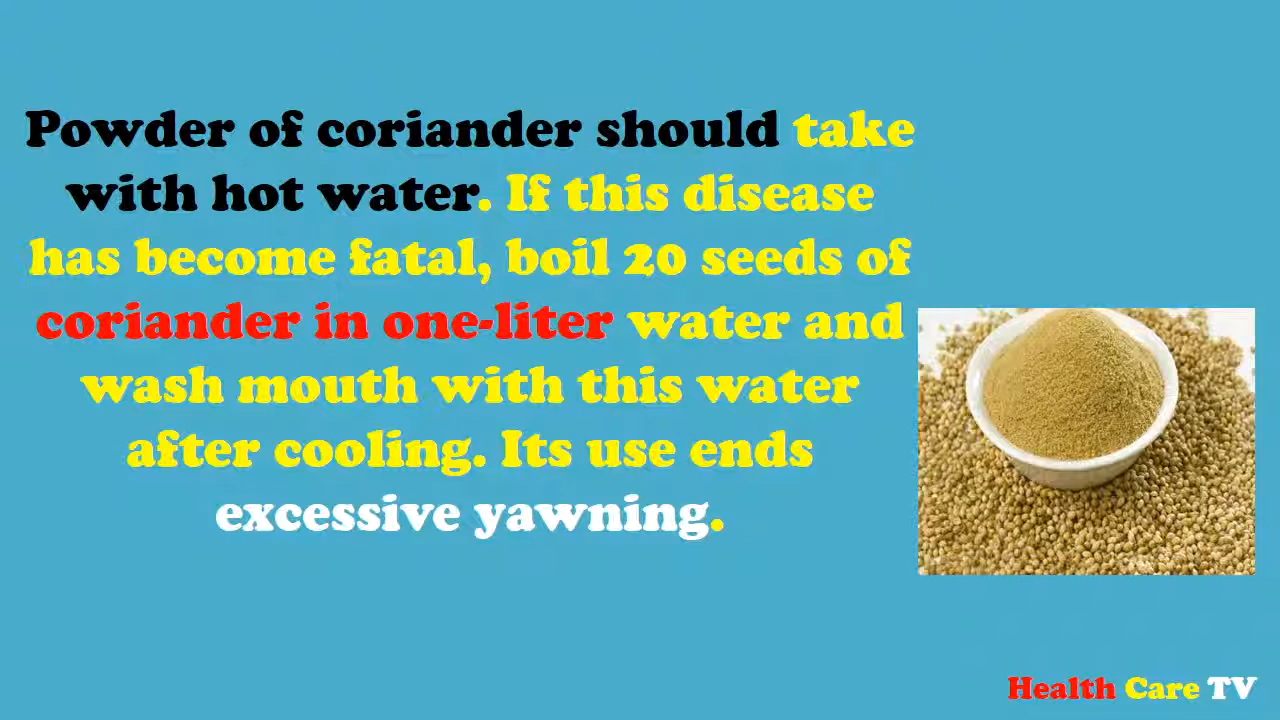 Powder of coriander should take
with hot water. If this disease
has become fatal, boil 20 seeds of
coriander in one-liter water and
wash mouth with this water
after cooling. Its use ends
excessive yawning.
Health Care TV